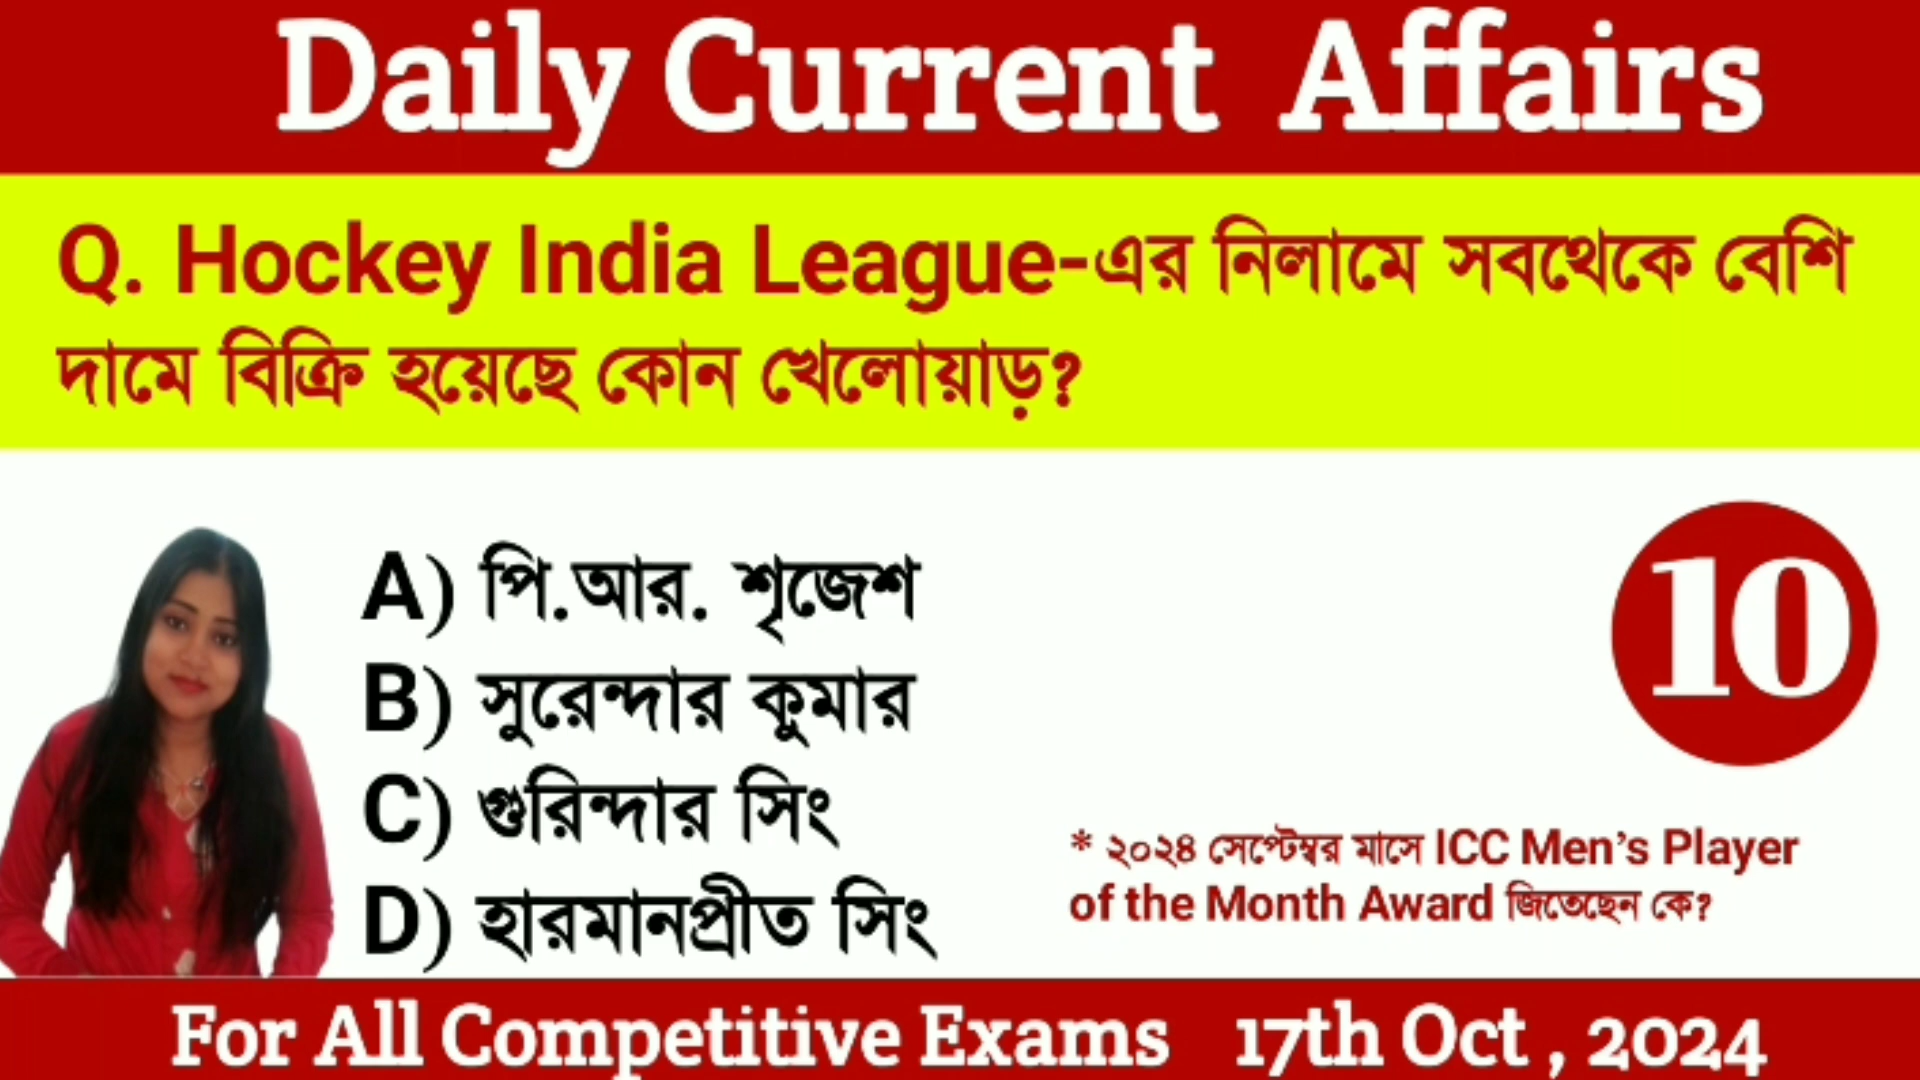 Daily Current Affairs
Q. Hockey India League-এর নিলামে সবথেকে বেশি
দামে বিক্রি হয়েছে কোন খেলোয়াড়?
A) পি.আর. শৃজেশ
B) সুরেন্দার কুমার
C) গুরিন্দার সিং
D) হারমানপ্রীত সিং
10
* ২০২৪ সেপ্টেম্বর মাসে ICC Men's Player
of the Month Award জিতেছেন কে?
For All Competitive Exams 17th Oct , 2024